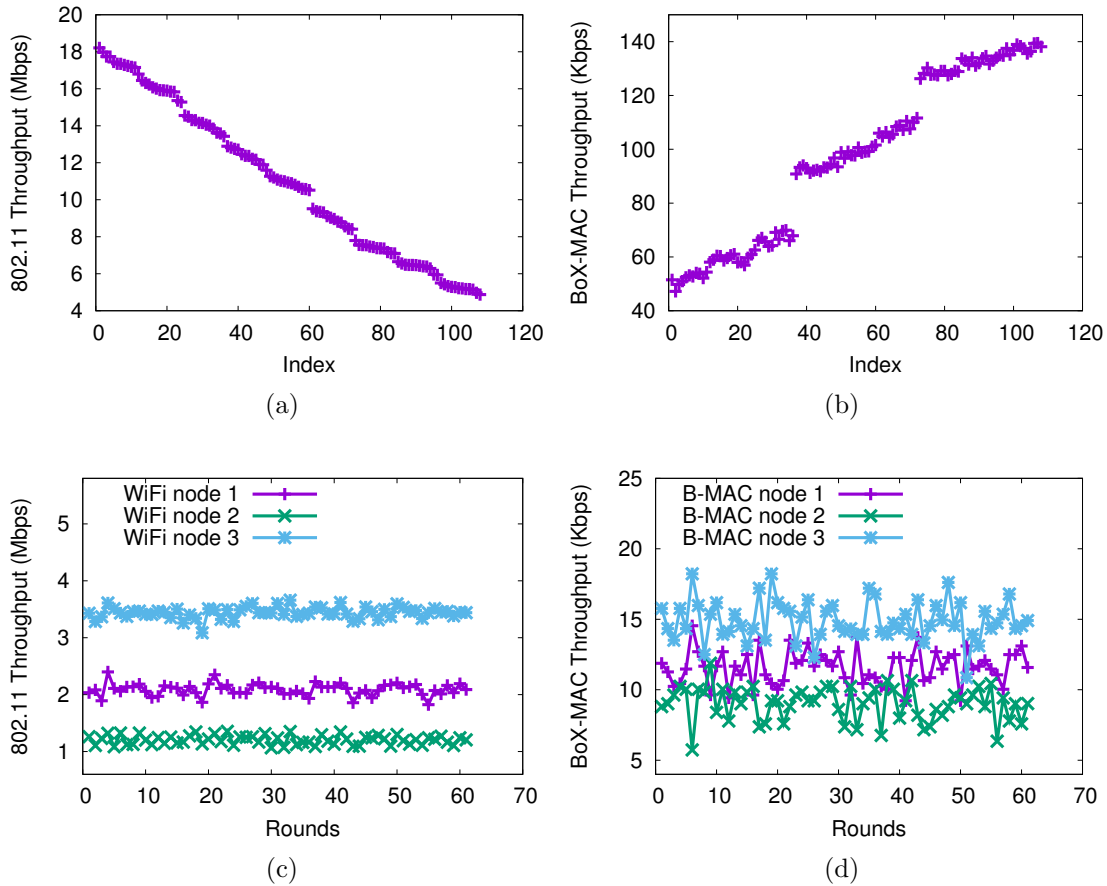 20
18
16
14
12
10
8
6
4
0 20 40 60 80 100 120
802.11 Throughput (Mbps)
Index
(a)
140
120
100
80
60
40
0 20 40 60 80 100 120
BoX-MAC Throughput (Kbps)
Index
(b)
WiFi node 1
WiFi node 2
WiFi node 3
5
4
3
2
1
0 10 20 30 40 50 60 70
802.11 Throughput (Mbps)
Rounds
(c)
25
20
15
10
5
B-MAC node 1
B-MAC node 2
B-MAC node 3
0 10 20 30 40 50 60 70
BoX-MAC Throughput (Kbps)
Rounds
(d)